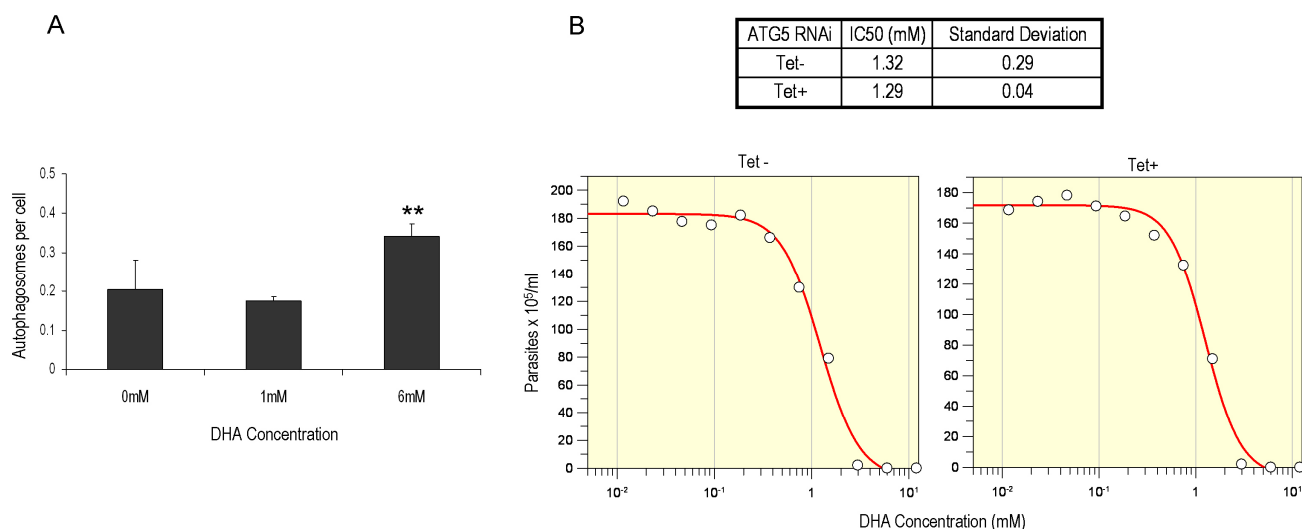 A
B
ATG5 RNAi IC50 (mM) Standard Deviation
Tet- 1.32 0.29
Tet+ 1.29 0.04
Autophagosomes per cell
0.5
0.4
0.3
0.2
0.1
0
**
0mM 1mM 6mM
DHA Concentration
Tet -
Parasites x 10⁵/ml
200
180
160
140
120
100
80
60
40
20
0
10⁻² 10⁻¹ 1 10¹
Tet+
180
160
140
120
100
80
60
40
20
0
10⁻² 10⁻¹ 1 10¹
DHA Concentration (mM)